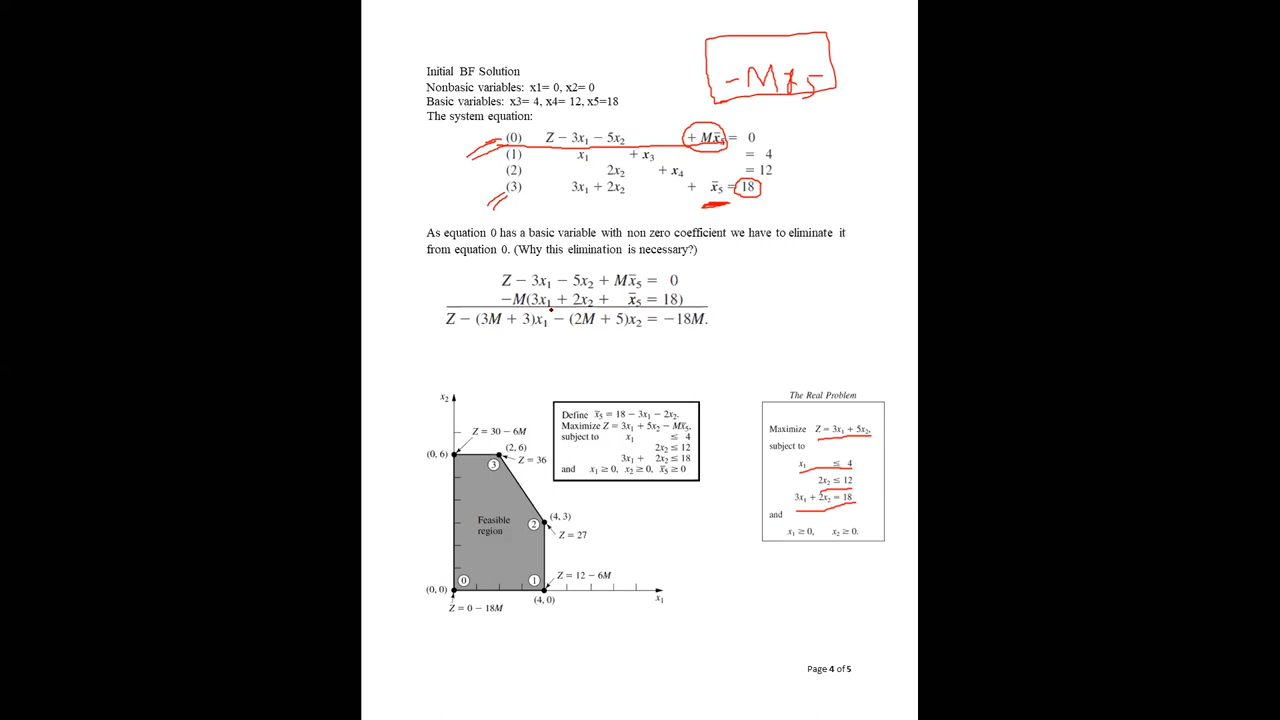 − M x 5
Initial BF Solution
Nonbasic variables: x1= 0, x2= 0
Basic variables: x3= 4, x4= 12, x5=18
The system equation:
(0) Z − 3x₁ − 5x₂ + Mx̄₅ = 0
(1) x₁ + x₃ = 4
(2) 2x₂ + x₄ = 12
(3) 3x₁ + 2x₂ + x̄₅ = 18
As equation 0 has a basic variable with non zero coefficient we have to eliminate it
from equation 0. (Why this elimination is necessary?)
Z − 3x₁ − 5x₂ + Mx̄₅ = 0
−M(3x₁ + 2x₂ + x̄₅ = 18)
Z − (3M + 3)x₁ − (2M + 5)x₂ = −18M.
x₂
Z = 30 − 6M
(0, 6)
(2, 6)
Z = 36
3
Feasible
region
2
(4, 3)
Z = 27
0
1
Z = 12 − 6M
(0, 0)
(4, 0)
x₁
Z = 0 − 18M
Define x̄₅ = 18 − 3x₁ − 2x₂.
Maximize Z = 3x₁ + 5x₂ − Mx̄₅,
subject to x₁ ≤ 4
2x₂ ≤ 12
3x₁ + 2x₂ ≤ 18
and x₁ ≥ 0, x₂ ≥ 0, x̄₅ ≥ 0
The Real Problem
Maximize Z = 3x₁ + 5x₂,
subject to
x₁ ≤ 4
2x₂ ≤ 12
3x₁ + 2x₂ = 18
and
x₁ ≥ 0, x₂ ≥ 0.
Page 4 of 5